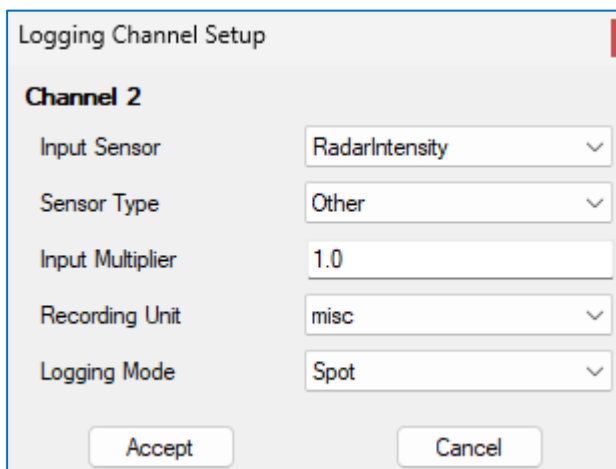 Logging Channel Setup
Channel 2
Input Sensor RadarIntensity
Sensor Type Other
Input Multiplier 1.0
Recording Unit misc
Logging Mode Spot
Accept Cancel